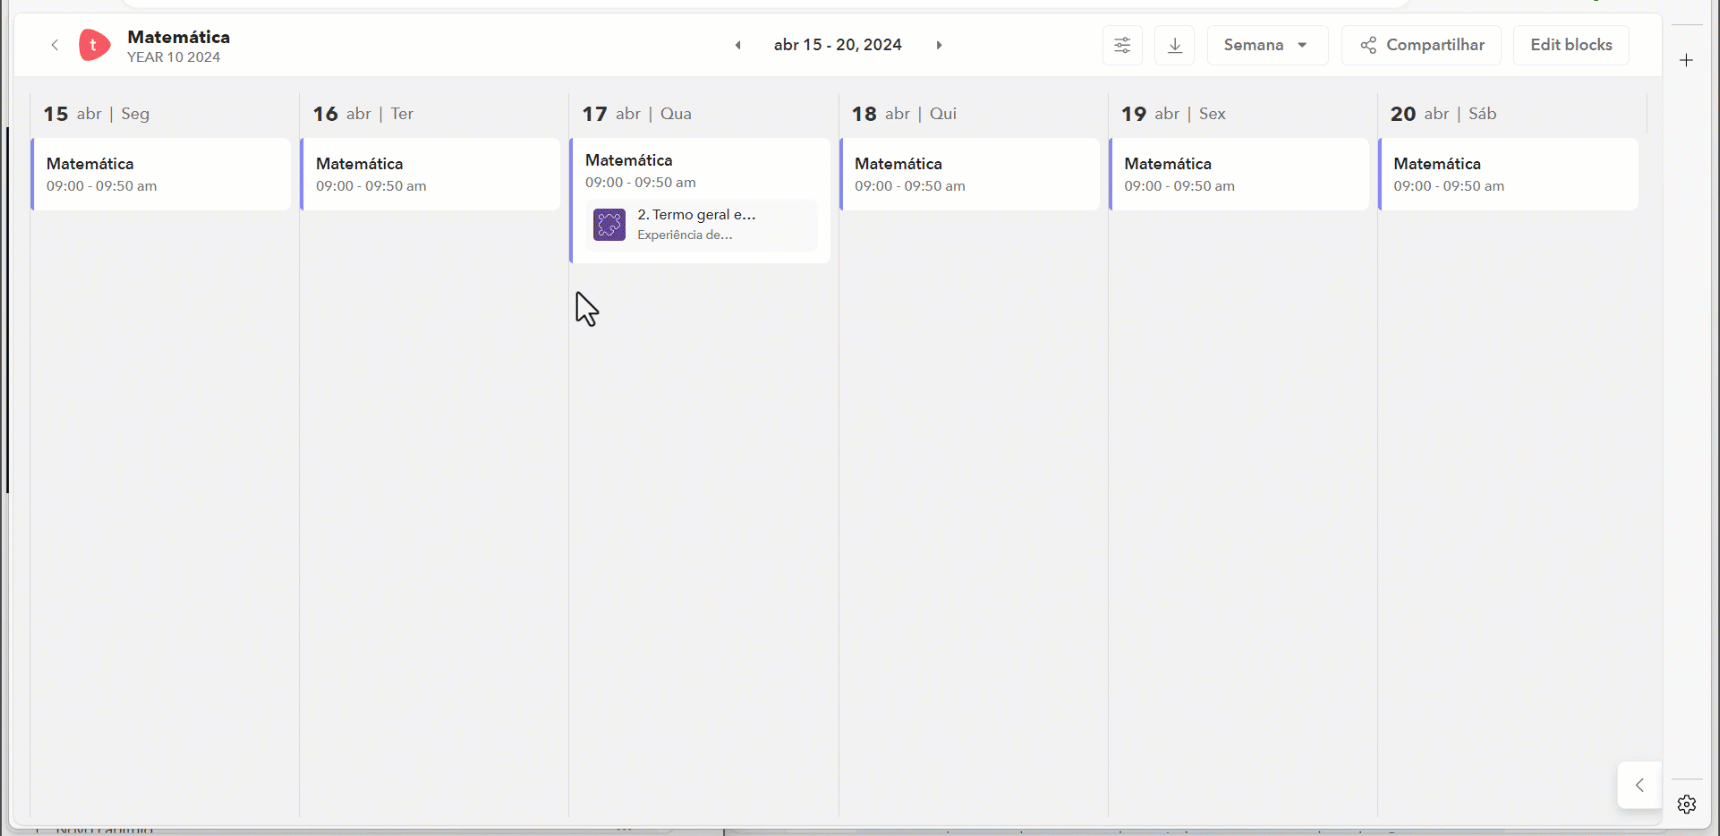 Matemática
YEAR 10 2024
t
abr 15 - 20, 2024
Semana
Compartilhar
Edit blocks
15 abr | Seg
16 abr | Ter
17 abr | Qua
18 abr | Qui
19 abr | Sex
20 abr | Sáb
Matemática
09:00 - 09:50 am
Matemática
09:00 - 09:50 am
Matemática
09:00 - 09:50 am
2. Termo geral e...
Experiência de...
Matemática
09:00 - 09:50 am
Matemática
09:00 - 09:50 am
Matemática
09:00 - 09:50 am
Novo capítulo